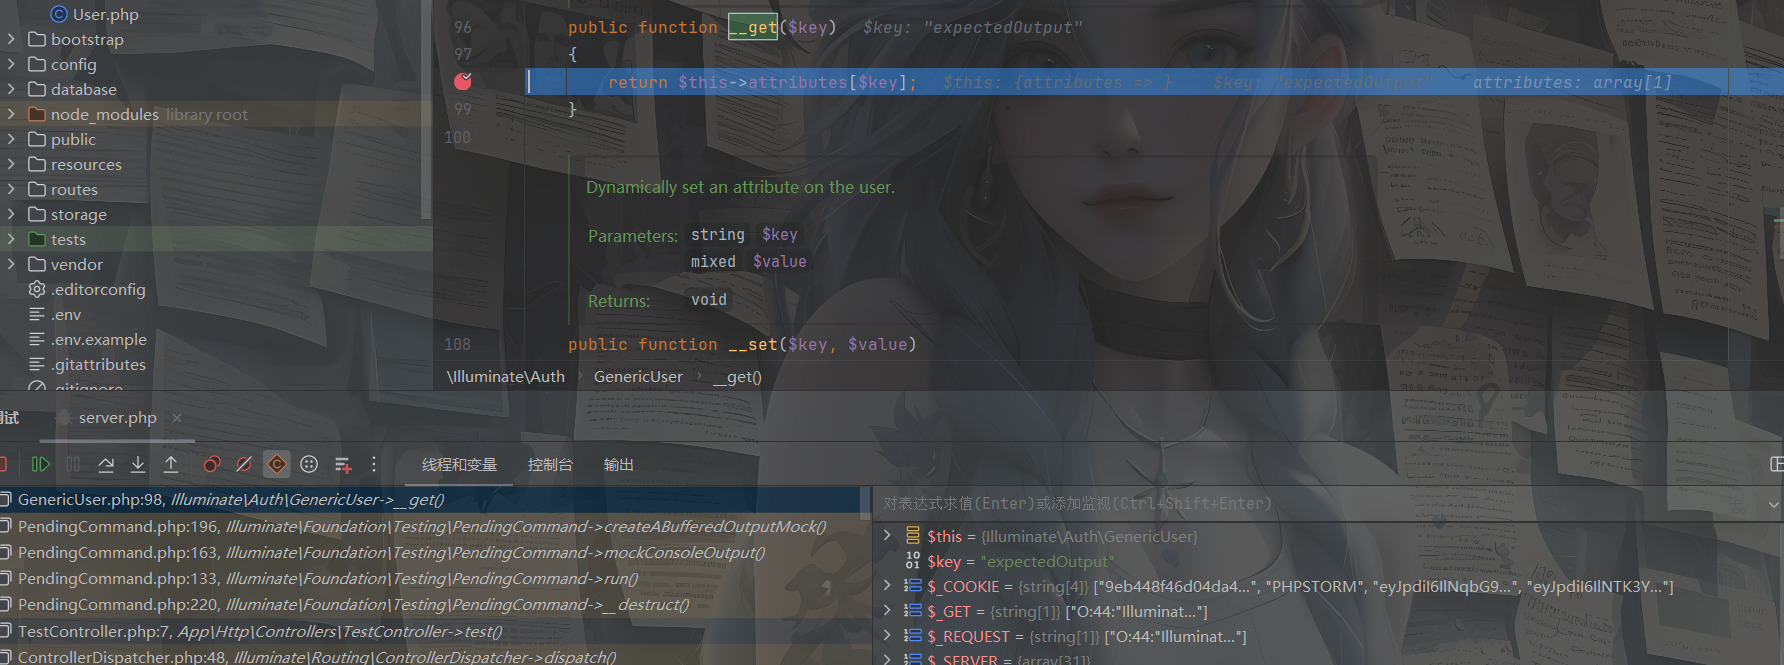 User.php
bootstrap
config
database
node_modules library root
public
resources
routes
storage
tests
vendor
.editorconfig
.env
.env.example
.gitattributes
.gitignore
96 public function __get($key) $key: "expectedOutput"
97 {
return $this->attributes[$key]; $this: {attributes => } $key: "expectedOutput" attributes: array[1]
99 }
100
Dynamically set an attribute on the user.
Parameters: string $key
mixed $value
Returns: void
108 public function __set($key, $value)
\Illuminate\Auth GenericUser __get()
试 server.php
线程和变量 控制台 输出
GenericUser.php:98, Illuminate\Auth\GenericUser->__get()
PendingCommand.php:196, Illuminate\Foundation\Testing\PendingCommand->createABufferedOutputMock()
PendingCommand.php:163, Illuminate\Foundation\Testing\PendingCommand->mockConsoleOutput()
PendingCommand.php:133, Illuminate\Foundation\Testing\PendingCommand->run()
PendingCommand.php:220, Illuminate\Foundation\Testing\PendingCommand->__destruct()
TestController.php:7, App\Http\Controllers\TestController->test()
ControllerDispatcher.php:48, Illuminate\Routing\ControllerDispatcher->dispatch()
对表达式求值(Enter)或添加监视(Ctrl+Shift+Enter)
$this = {Illuminate\Auth\GenericUser}
$key = "expectedOutput"
$_COOKIE = {string[4]} ["9eb448f46d04da4...", "PHPSTORM", "eyJpdiI6IlNqbG9...", "eyJpdiI6IlNTK3Y..."]
$_GET = {string[1]} ["O:44:"Illuminat..."]
$_REQUEST = {string[1]} ["O:44:"Illuminat..."]
$_SERVER = {array[31]}